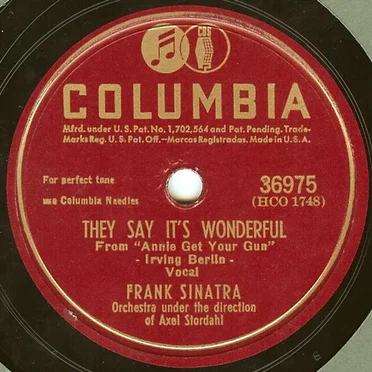 CBS
COLUMBIA
Mfrd. under U.S. Pat. No. 1,702,564 and Pat. Pending. Trade-
Marks Reg. U.S. Pat. Off.—Marcas Registradas. Made in U.S.A.
For perfect tone
use Columbia Needles
36975
(HCO 1748)
THEY SAY IT'S WONDERFUL
From "Annie Get Your Gun"
- Irving Berlin -
Vocal
FRANK SINATRA
Orchestra under the direction
of Axel Stordahl